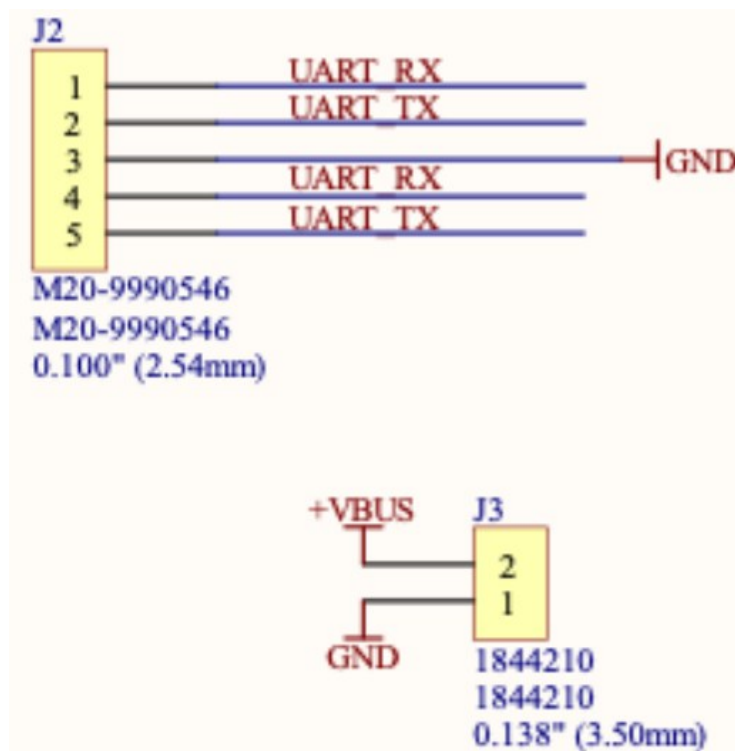 J2
1 UART_RX
2 UART_TX
3 GND
4 UART_RX
5 UART_TX
M20-9990546
M20-9990546
0.100" (2.54mm)
+VBUS J3
2
1
GND
1844210
1844210
0.138" (3.50mm)